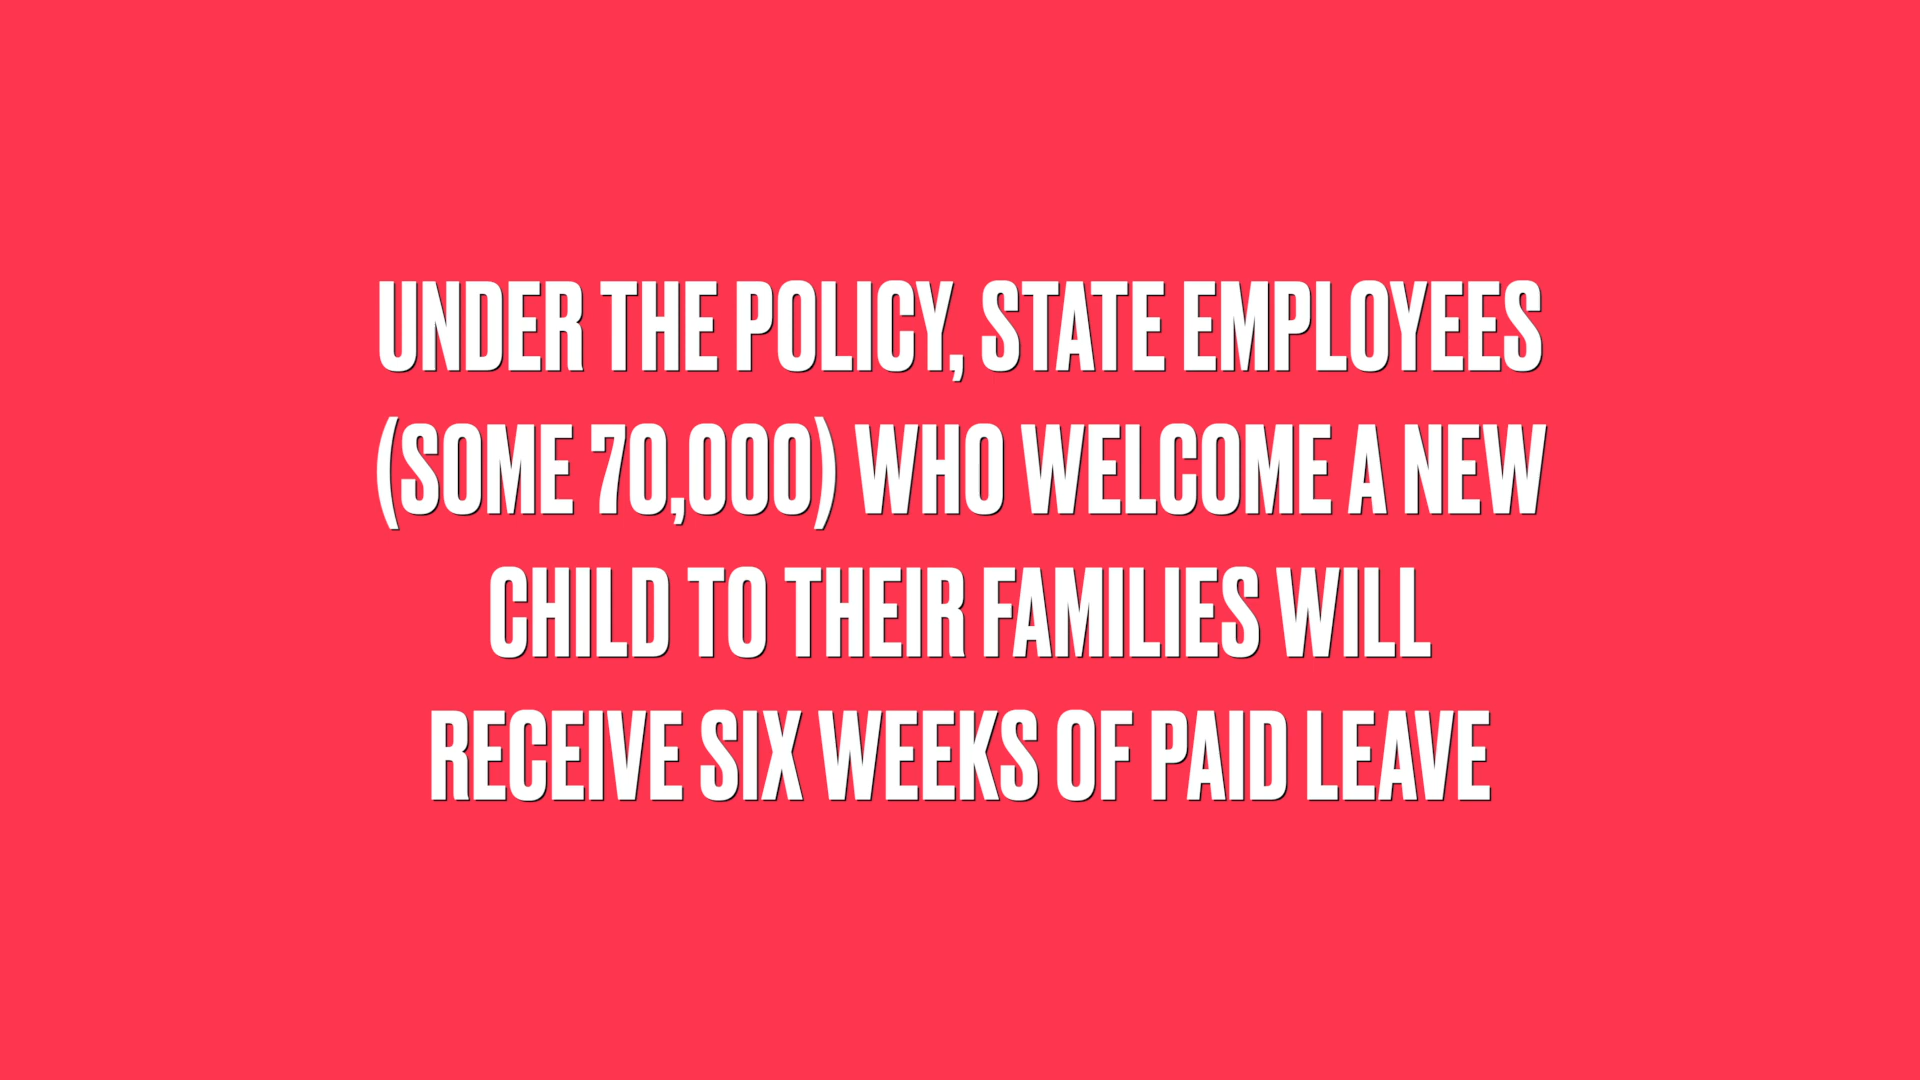 UNDER THE POLICY, STATE EMPLOYEES
(SOME 70,000) WHO WELCOME A NEW
CHILD TO THEIR FAMILIES WILL
RECEIVE SIX WEEKS OF PAID LEAVE